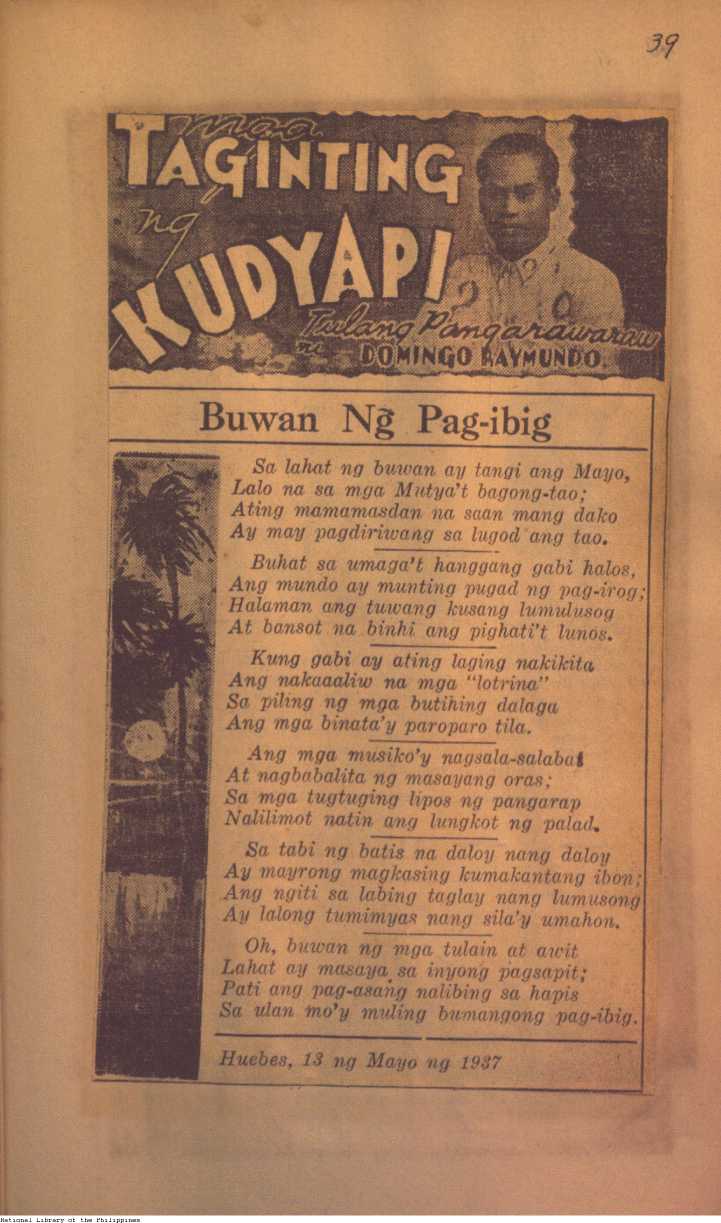 39
mga
TAGINTING
ng
KUDYAPI
Tulang Pangarawaraw
ni DOMINGO RAYMUNDO.
Buwan Ng̃ Pag-ibig
Sa lahat ng buwan ay tangi ang Mayo,
Lalo na sa mga Mutya't bagong-tao;
Ating mamamasdan na saan mang dako
Ay may pagdiriwang sa lugod ang tao.
Buhat sa umaga't hanggang gabi halos,
Ang mundo ay munting pugad ng pag-irog;
Halaman ang tuwang kusang lumulusog
At bansot na binhi ang pighati't lunos.
Kung gabi ay ating laging nakikita
Ang nakaaaliw na mga "lotrina"
Sa piling ng mga butihing dalaga
Ang mga binata'y paroparo tila.
Ang mga musiko'y nagsala-salabat
At nagbabalita ng masayang oras;
Sa mga tugtuging lipos ng pangarap
Nalilimot natin ang lungkot ng palad.
Sa tabi ng batis na daloy nang daloy
Ay mayrong magkasing kumakantang ibon;
Ang ngiti sa labing taglay nang lumusong
Ay lalong tumimyas nang sila'y umahon.
Oh, buwan ng mga tulain at awit
Lahat ay masaya sa inyong pagsapit;
Pati ang pag-asang nalibing sa hapis
Sa ulan mo'y muling bumangong pag-ibig.
Huebes, 13 ng Mayo ng 1937
National Library of the Philippines